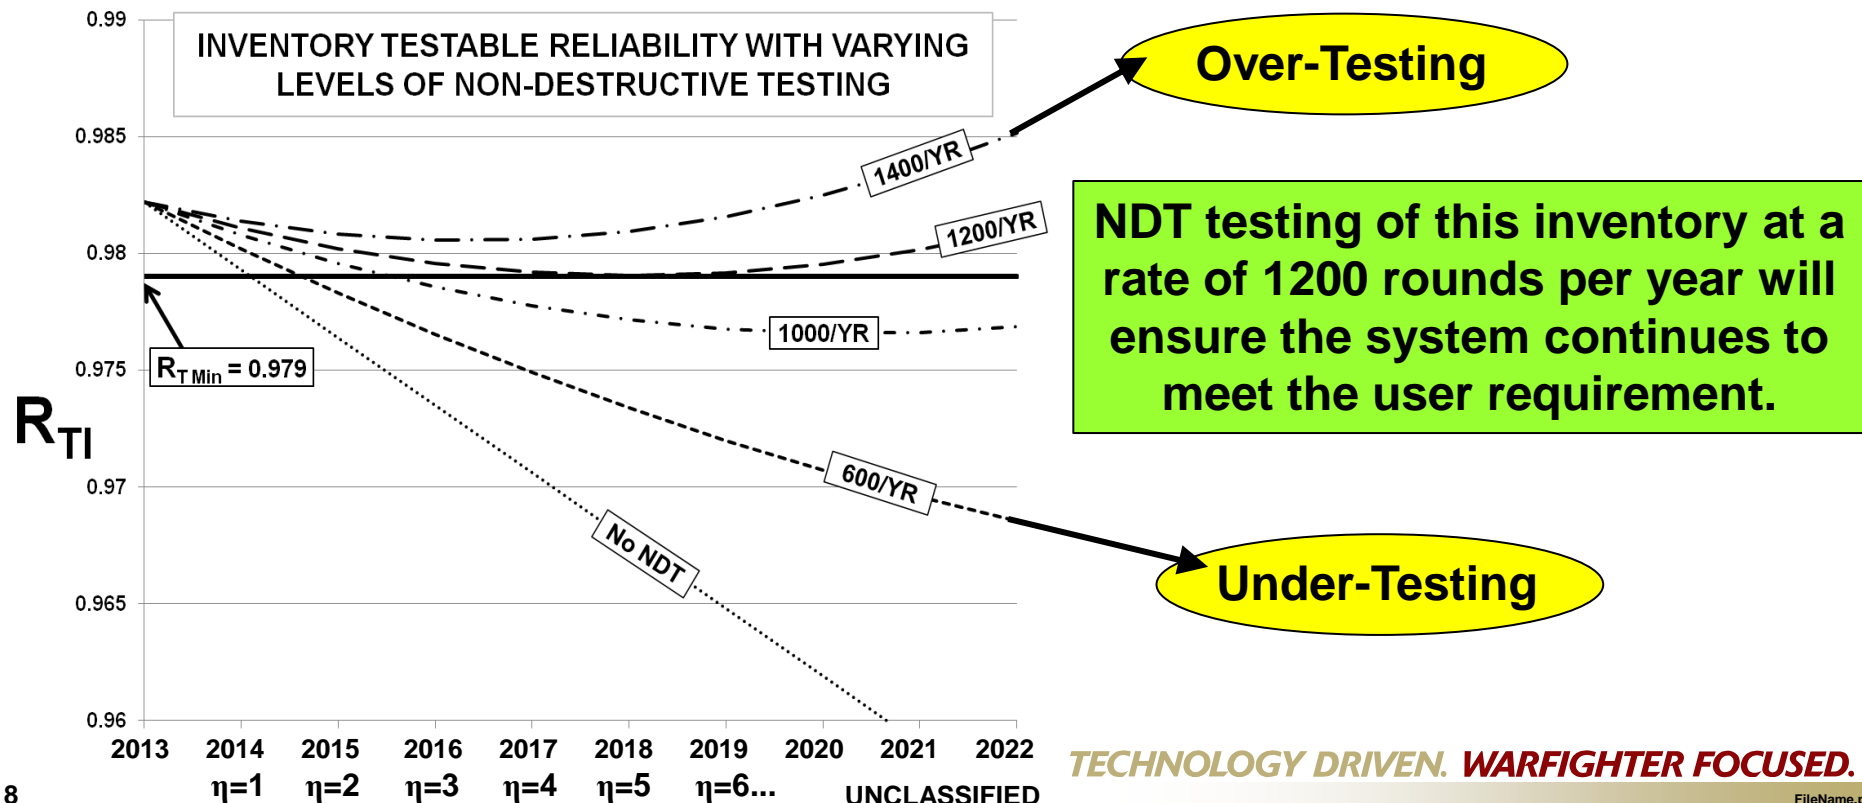 INVENTORY TESTABLE RELIABILITY WITH VARYING
LEVELS OF NON-DESTRUCTIVE TESTING
0.99
0.985
0.98
0.975
0.97
0.965
0.96
R_TI
R_T Min = 0.979
1400/YR
1200/YR
1000/YR
600/YR
No NDT
Over-Testing
NDT testing of this inventory at a
rate of 1200 rounds per year will
ensure the system continues to
meet the user requirement.
Under-Testing
2013 2014 2015 2016 2017 2018 2019 2020 2021 2022
η=1 η=2 η=3 η=4 η=5 η=6...
TECHNOLOGY DRIVEN. WARFIGHTER FOCUSED.
8
UNCLASSIFIED